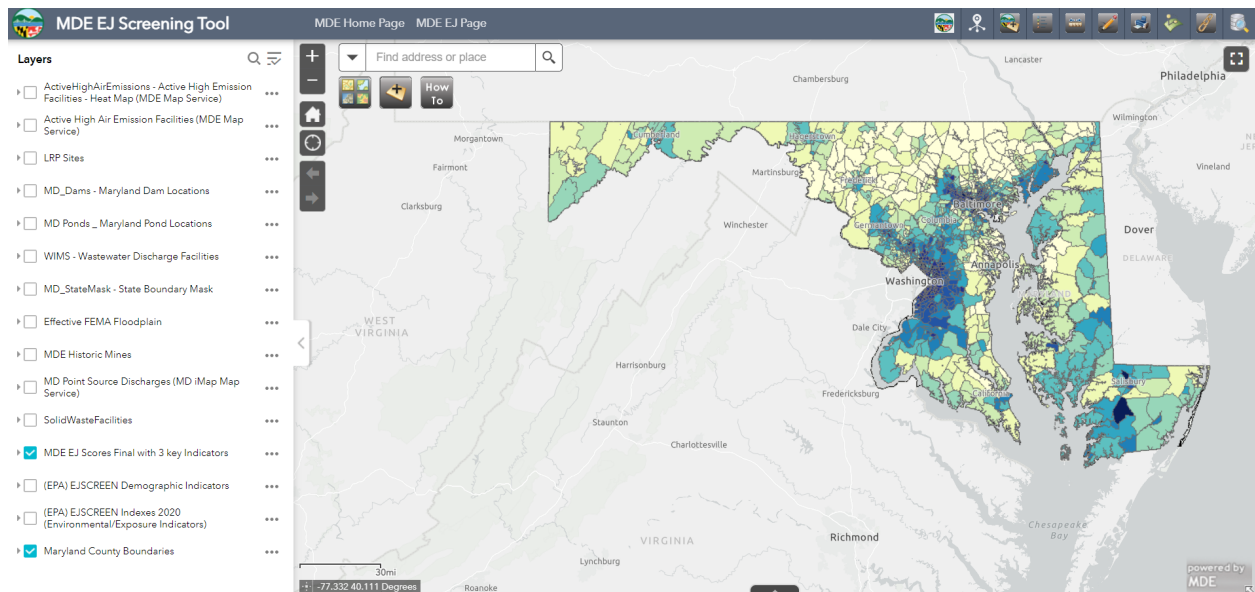 MDE EJ Screening Tool
MDE Home Page MDE EJ Page
Layers
ActiveHighAirEmissions - Active High Emission
Facilities - Heat Map (MDE Map Service)
Active High Air Emission Facilities (MDE Map
Service)
LRP Sites
MD_Dams - Maryland Dam Locations
MD Ponds _ Maryland Pond Locations
WIMS - Wastewater Discharge Facilities
MD_StateMask - State Boundary Mask
Effective FEMA Floodplain
MDE Historic Mines
MD Point Source Discharges (MD iMap Map
Service)
SolidWasteFacilities
MDE EJ Scores Final with 3 key Indicators
(EPA) EJSCREEN Demographic Indicators
(EPA) EJSCREEN Indexes 2020
(Environmental/Exposure Indicators)
Maryland County Boundaries
Find address or place
How
To
Lancaster
Philadelphia
Chambersburg
Wilmington
Morgantown
Cumberland
Hagerstown
Fairmont
Martinsburg
Vineland
Frederick
Clarksburg
Baltimore
Columbia
Winchester
Germantown
Dover
Annapolis
DELAWARE
Washington
WEST
VIRGINIA
Dale City
Harrisonburg
Salisbury
Fredericksburg
California
Staunton
Charlottesville
Chesapeake
Bay
VIRGINIA
Richmond
Lynchburg
30mi
-77.332 40.111 Degrees
Roanoke
powered by
MDE